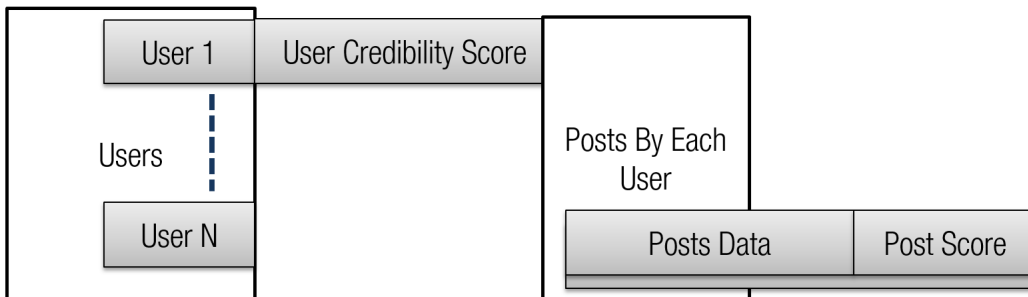 User 1
User Credibility Score
Users
Posts By Each
User
User N
Posts Data
Post Score